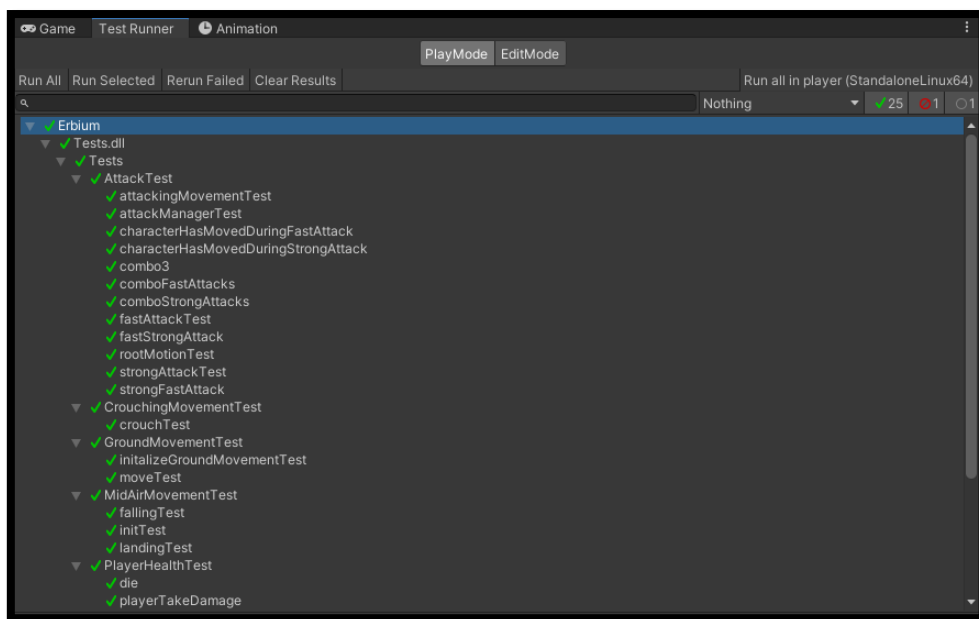 Game Test Runner Animation
PlayMode EditMode
Run All Run Selected Rerun Failed Clear Results Run all in player (StandaloneLinux64)
Nothing 25 1 1
Erbium
Tests.dll
Tests
AttackTest
attackingMovementTest
attackManagerTest
characterHasMovedDuringFastAttack
characterHasMovedDuringStrongAttack
combo3
comboFastAttacks
comboStrongAttacks
fastAttackTest
fastStrongAttack
rootMotionTest
strongAttackTest
strongFastAttack
CrouchingMovementTest
crouchTest
GroundMovementTest
initalizeGroundMovementTest
moveTest
MidAirMovementTest
fallingTest
initTest
landingTest
PlayerHealthTest
die
playerTakeDamage